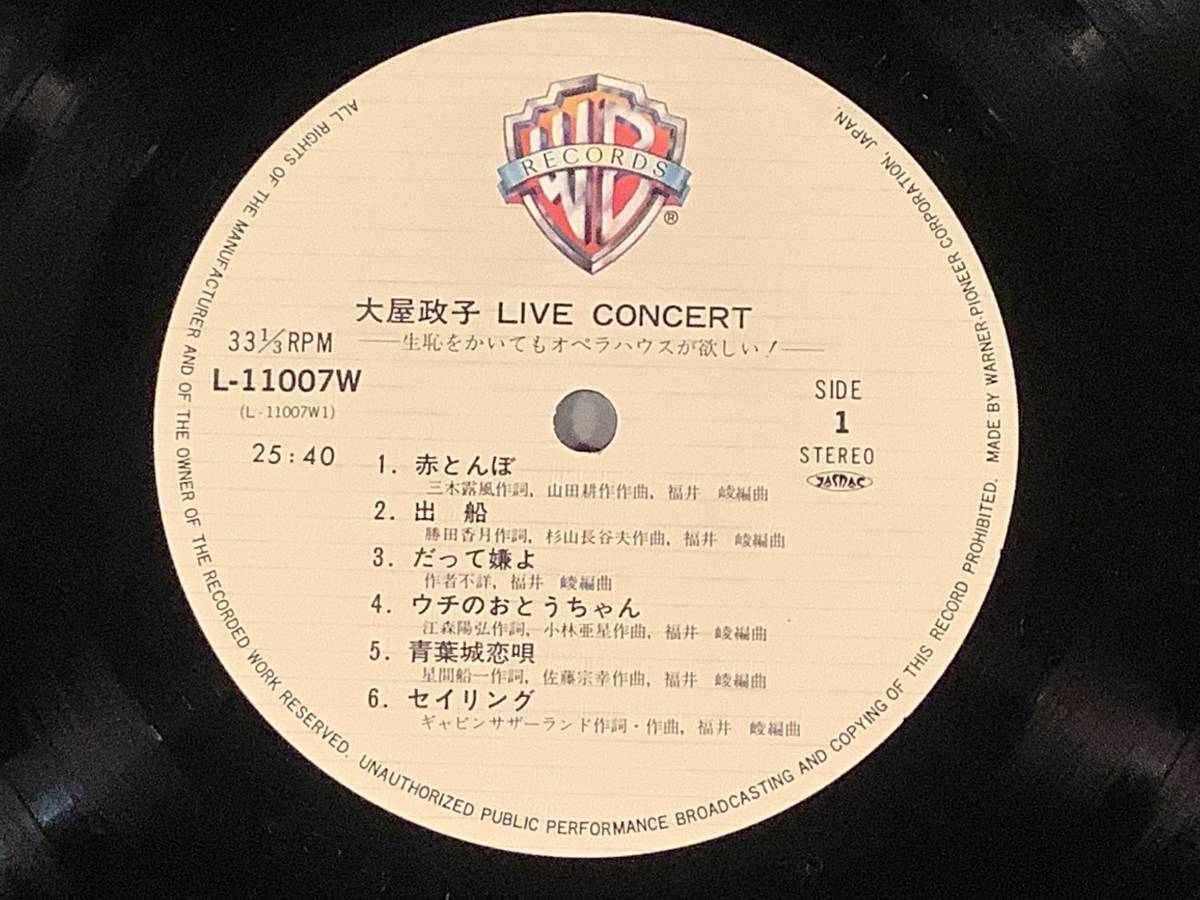 WB
RECORDS
®
大屋政子 LIVE CONCERT
——生恥をかいてもオペラハウスが欲しい!——
33⅓RPM
L-11007W
(L-11007W1)
25:40
SIDE
1
STEREO
JASRAC
1. 赤とんぼ
三木露風作詞, 山田耕作作曲, 福井 崚編曲
2. 出 船
勝田香月作詞, 杉山長谷夫作曲, 福井 崚編曲
3. だって嫌よ
作者不詳, 福井 崚編曲
4. ウチのおとうちゃん
江森陽弘作詞, 小林亜星作曲, 福井 崚編曲
5. 青葉城恋唄
星間船一作詞, 佐藤宗幸作曲, 福井 崚編曲
6. セイリング
ギャビンサザーランド作詞・作曲, 福井 崚編曲
ALL RIGHTS OF THE MANUFACTURER AND OF THE OWNER OF THE RECORDED WORK RESERVED. UNAUTHORIZED PUBLIC PERFORMANCE BROADCASTING AND COPYING OF THIS RECORD PROHIBITED. MADE BY WARNER-PIONEER CORPORATION, JAPAN.